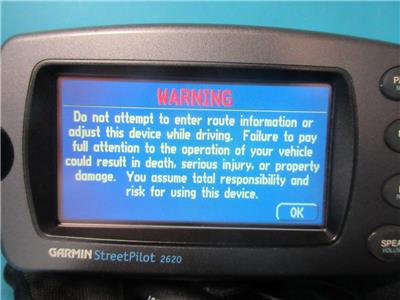 WARNING
Do not attempt to enter route information or
adjust this device while driving. Failure to pay
full attention to the operation of your vehicle
could result in death, serious injury, or property
damage. You assume total responsibility and
risk for using this device.
OK
GARMIN StreetPilot 2620